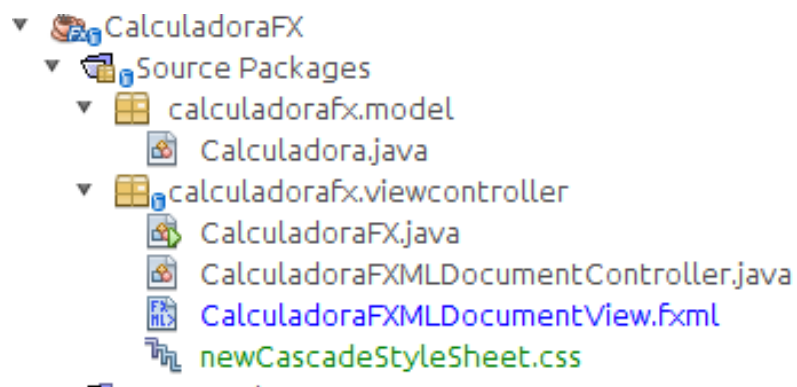 CalculadoraFX
Source Packages
calculadorafx.model
Calculadora.java
calculadorafx.viewcontroller
CalculadoraFX.java
CalculadoraFXMLDocumentController.java
CalculadoraFXMLDocumentView.fxml
newCascadeStyleSheet.css